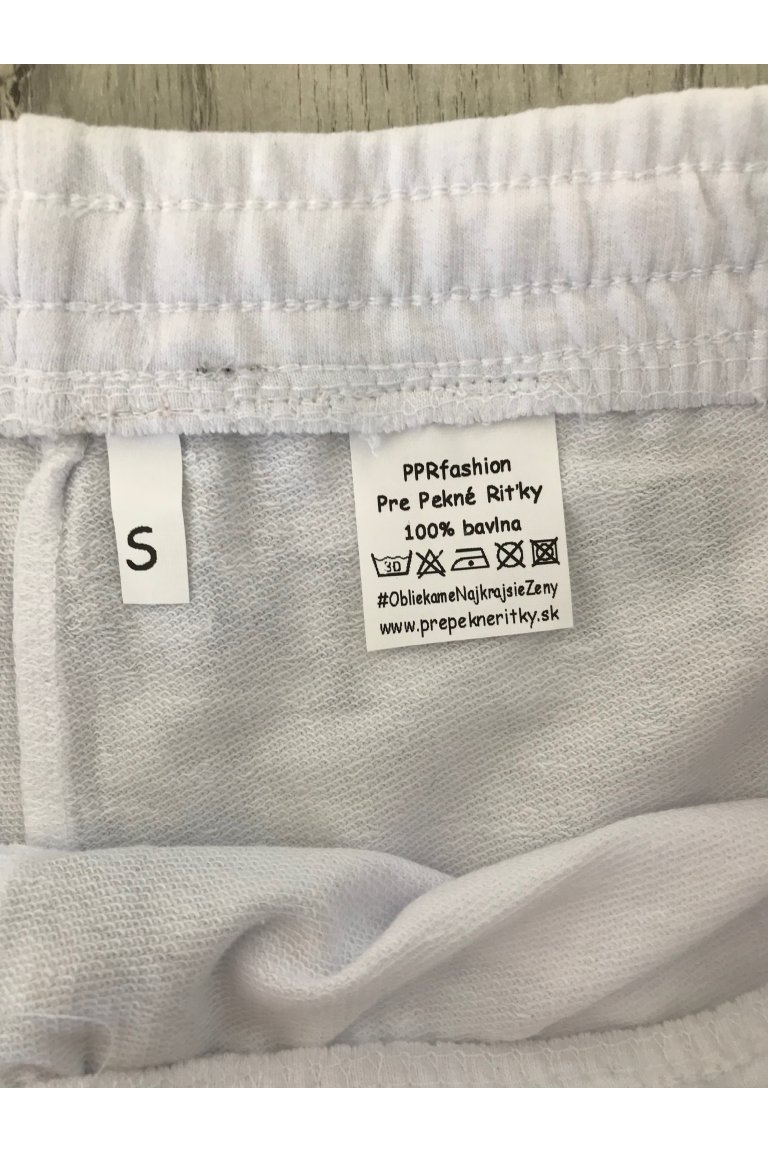 S
PPRfashion
Pre Pekné Riťky
100% bavlna
30
#ObliekameNajkrajsieZeny
www.prepekneritky.sk